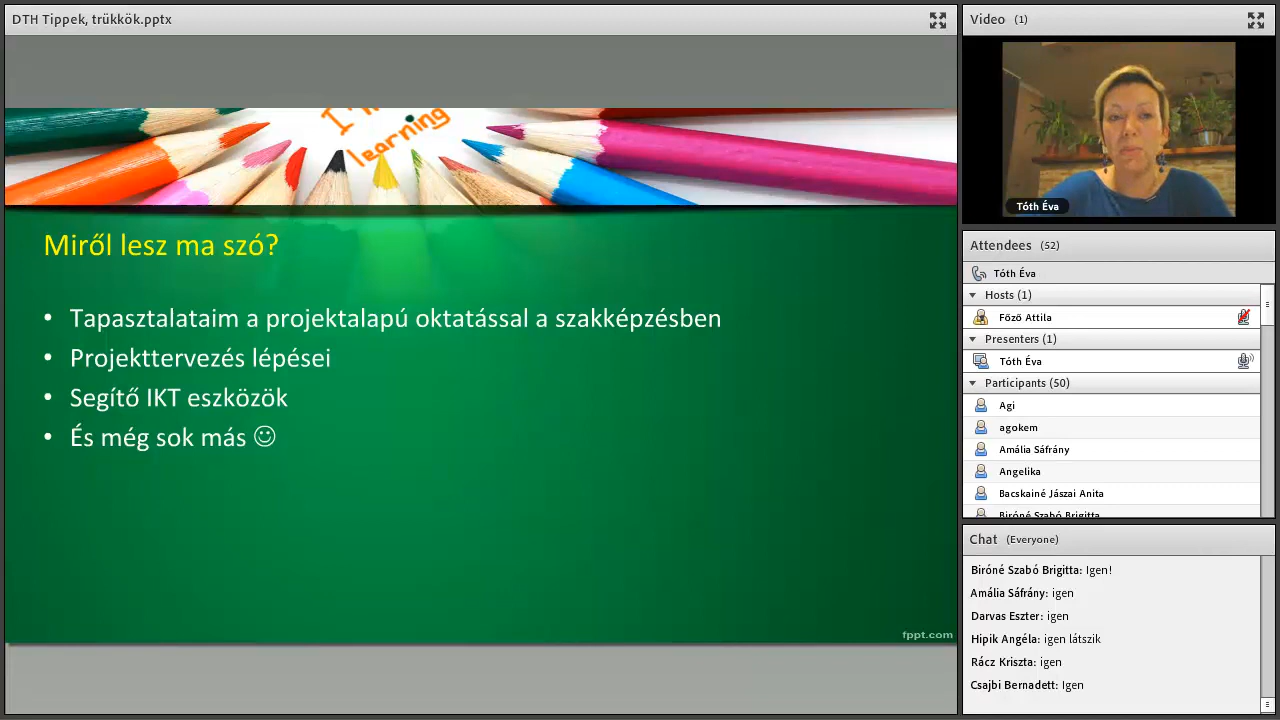 DTH Tippek, trükkök.pptx
I'm
learning
Miről lesz ma szó?
• Tapasztalataim a projektalapú oktatással a szakképzésben
• Projekttervezés lépései
• Segítő IKT eszközök
• És még sok más ☺
fppt.com
Video (1)
Tóth Éva
Attendees (52)
Tóth Éva
Hosts (1)
Főző Attila
Presenters (1)
Tóth Éva
Participants (50)
Agi
agokem
Amália Sáfrány
Angelika
Bacskainé Jászai Anita
Biróné Szabó Brigitta
Chat (Everyone)
Biróné Szabó Brigitta: Igen!
Amália Sáfrány: igen
Darvas Eszter: igen
Hipik Angéla: igen látszik
Rácz Kriszta: igen
Csajbi Bernadett: Igen